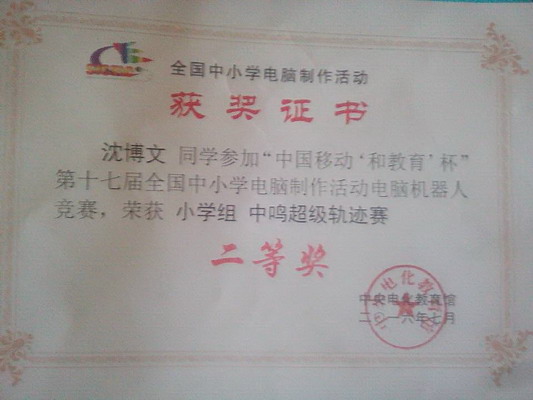 全国中小学电脑制作活动
获奖证书
沈博文 同学参加“中国移动‘和教育’杯”
第十七届全国中小学电脑制作活动电脑机器人
竞赛，荣获 小学组 中鸣超级轨迹赛
二等奖
中央电化教育馆
二〇一六年七月